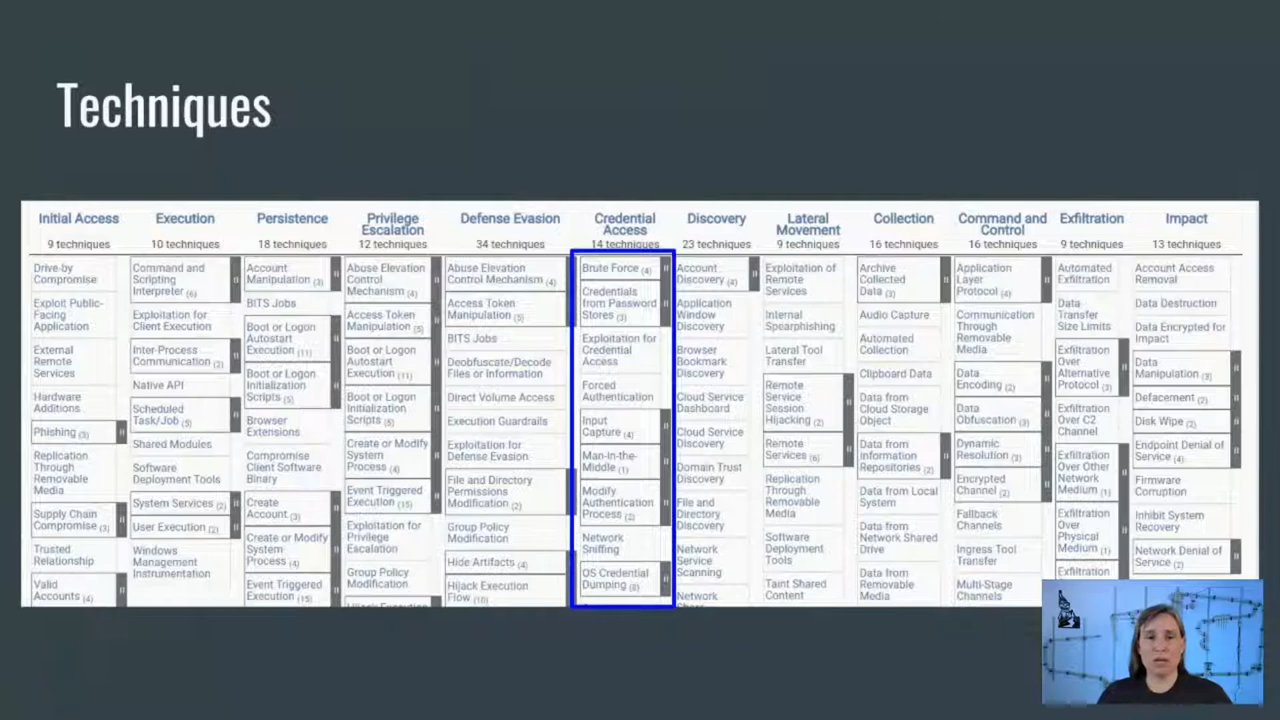 Techniques
Initial Access
9 techniques
Drive-by
Compromise
Exploit Public-
Facing
Application
External
Remote
Services
Hardware
Additions
Phishing (3)
Replication
Through
Removable
Media
Supply Chain
Compromise (3)
Trusted
Relationship
Valid
Accounts (4)
Execution
10 techniques
Command and
Scripting
Interpreter (6)
Exploitation for
Client Execution
Inter-Process
Communication (2)
Native API
Scheduled
Task/Job (5)
Shared Modules
Software
Deployment Tools
System Services (2)
User Execution (2)
Windows
Management
Instrumentation
Persistence
18 techniques
Account
Manipulation (3)
BITS Jobs
Boot or Logon
Autostart
Execution (11)
Boot or Logon
Initialization
Scripts (5)
Browser
Extensions
Compromise
Client Software
Binary
Create
Account (3)
Create or Modify
System
Process (4)
Event Triggered
Execution (15)
Privilege
Escalation
12 techniques
Abuse Elevation
Control
Mechanism (4)
Access Token
Manipulation (5)
Boot or Logon
Autostart
Execution (11)
Boot or Logon
Initialization
Scripts (5)
Create or Modify
System
Process (4)
Event Triggered
Execution (15)
Exploitation for
Privilege
Escalation
Group Policy
Modification
Hijack Execution
Defense Evasion
34 techniques
Abuse Elevation
Control Mechanism (4)
Access Token
Manipulation (5)
BITS Jobs
Deobfuscate/Decode
Files or Information
Direct Volume Access
Execution Guardrails
Exploitation for
Defense Evasion
File and Directory
Permissions
Modification (2)
Group Policy
Modification
Hide Artifacts (4)
Hijack Execution
Flow (10)
Credential
Access
14 techniques
Brute Force (4)
Credentials
from Password
Stores (3)
Exploitation for
Credential
Access
Forced
Authentication
Input
Capture (4)
Man-in-the-
Middle (1)
Modify
Authentication
Process (2)
Network
Sniffing
OS Credential
Dumping (8)
Discovery
23 techniques
Account
Discovery (4)
Application
Window
Discovery
Browser
Bookmark
Discovery
Cloud Service
Dashboard
Cloud Service
Discovery
Domain Trust
Discovery
File and
Directory
Discovery
Network
Service
Scanning
Network
Lateral
Movement
9 techniques
Exploitation of
Remote
Services
Internal
Spearphishing
Lateral Tool
Transfer
Remote
Service
Session
Hijacking (2)
Remote
Services (6)
Replication
Through
Removable
Media
Software
Deployment
Tools
Taint Shared
Content
Collection
16 techniques
Archive
Collected
Data (3)
Audio Capture
Automated
Collection
Clipboard Data
Data from
Cloud Storage
Object
Data from
Information
Repositories (2)
Data from Local
System
Data from
Network Shared
Drive
Data from
Removable
Media
Command and
Control
16 techniques
Application
Layer
Protocol (4)
Communication
Through
Removable
Media
Data
Encoding (2)
Data
Obfuscation (3)
Dynamic
Resolution (3)
Encrypted
Channel (2)
Fallback
Channels
Ingress Tool
Transfer
Multi-Stage
Channels
Exfiltration
9 techniques
Automated
Exfiltration
Data
Transfer
Size Limits
Exfiltration
Over
Alternative
Protocol (3)
Exfiltration
Over C2
Channel
Exfiltration
Over Other
Network
Medium (1)
Exfiltration
Over
Physical
Medium (1)
Exfiltration
Impact
13 techniques
Account Access
Removal
Data Destruction
Data Encrypted for
Impact
Data
Manipulation (3)
Defacement (2)
Disk Wipe (2)
Endpoint Denial of
Service (4)
Firmware
Corruption
Inhibit System
Recovery
Network Denial of
Service (2)